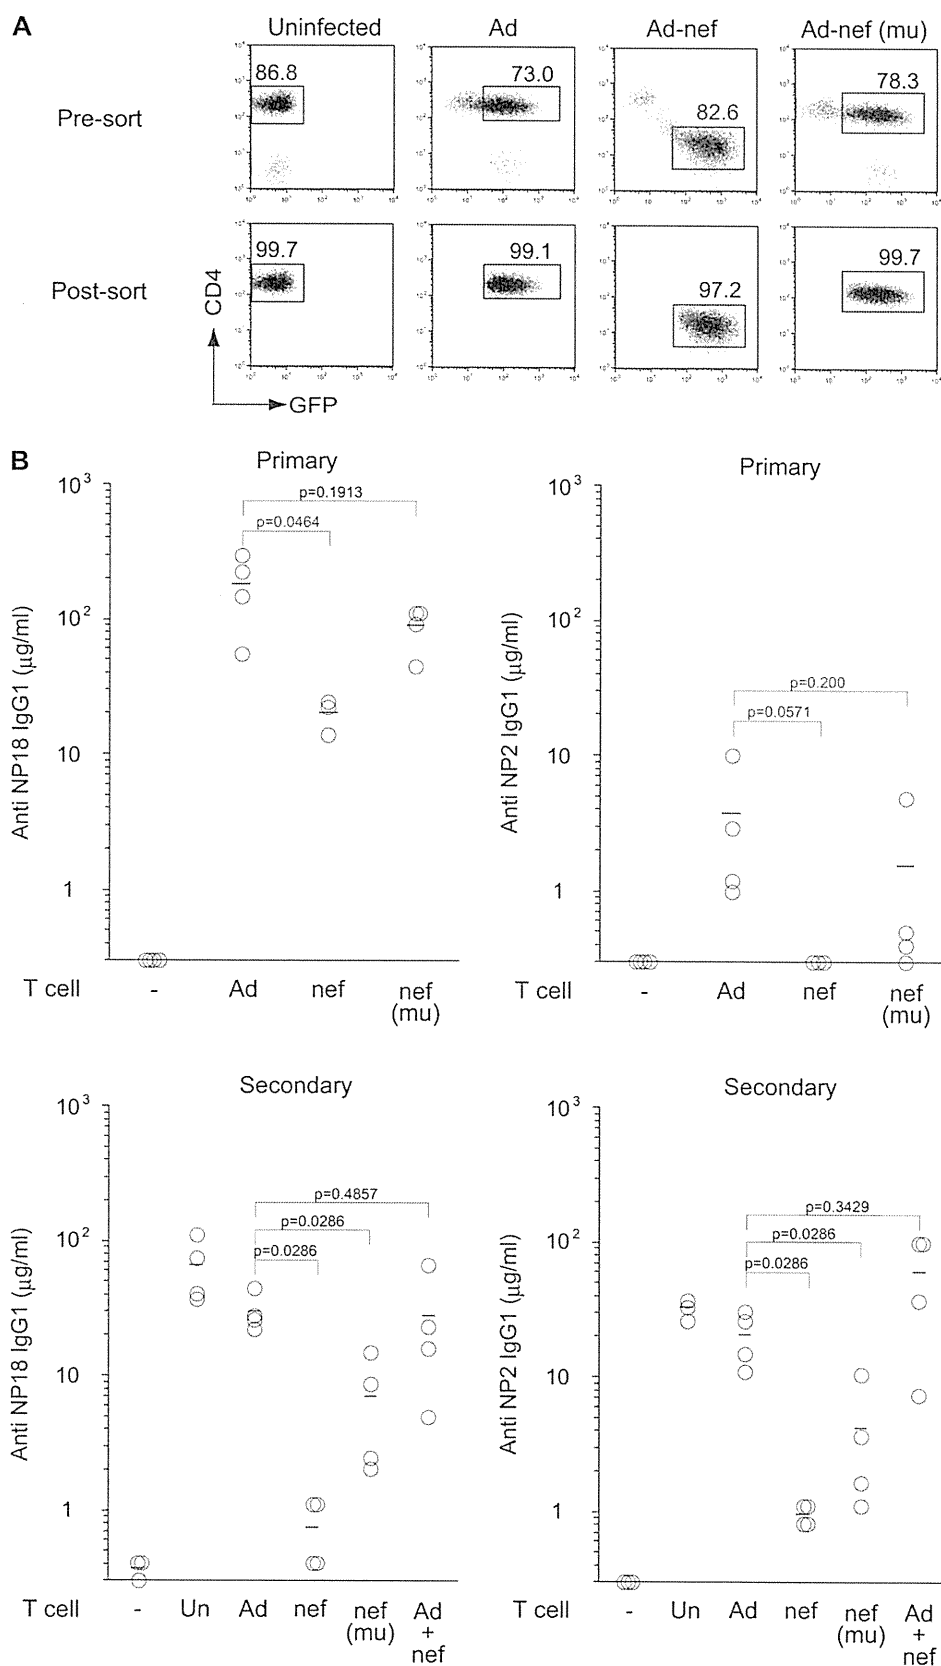 A
Uninfected Ad Ad-nef Ad-nef (mu)
Pre-sort
86.8 73.0 82.6 78.3
Post-sort
99.7 99.1 97.2 99.7
CD4
GFP
B
Primary
Anti NP18 IgG1 (μg/ml)
10³
10²
10
1
p=0.1913
p=0.0464
T cell - Ad nef nef (mu)
Primary
Anti NP2 IgG1 (μg/ml)
10³
10²
10
1
p=0.200
p=0.0571
T cell - Ad nef nef (mu)
Secondary
Anti NP18 IgG1 (μg/ml)
10³
10²
10
1
p=0.4857
p=0.0286
p=0.0286
T cell - Un Ad nef nef (mu) Ad + nef
Secondary
Anti NP2 IgG1 (μg/ml)
10³
10²
10
1
p=0.3429
p=0.0286
p=0.0286
T cell - Un Ad nef nef (mu) Ad + nef